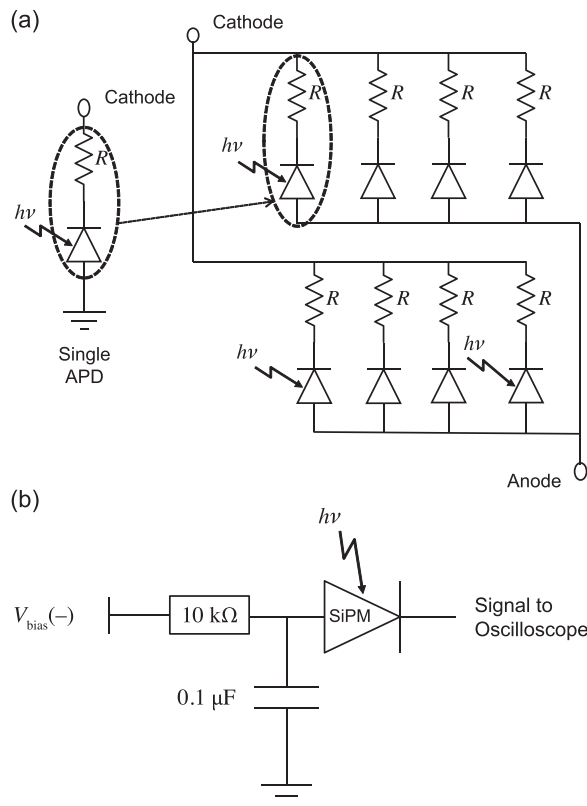 (a)
Cathode
Cathode
R
R
R
R
R
hν
hν
R
R
R
R
hν
hν
Single
APD
Anode
(b)
hν
V_bias(–)
10 kΩ
SiPM
Signal to
Oscilloscope
0.1 μF